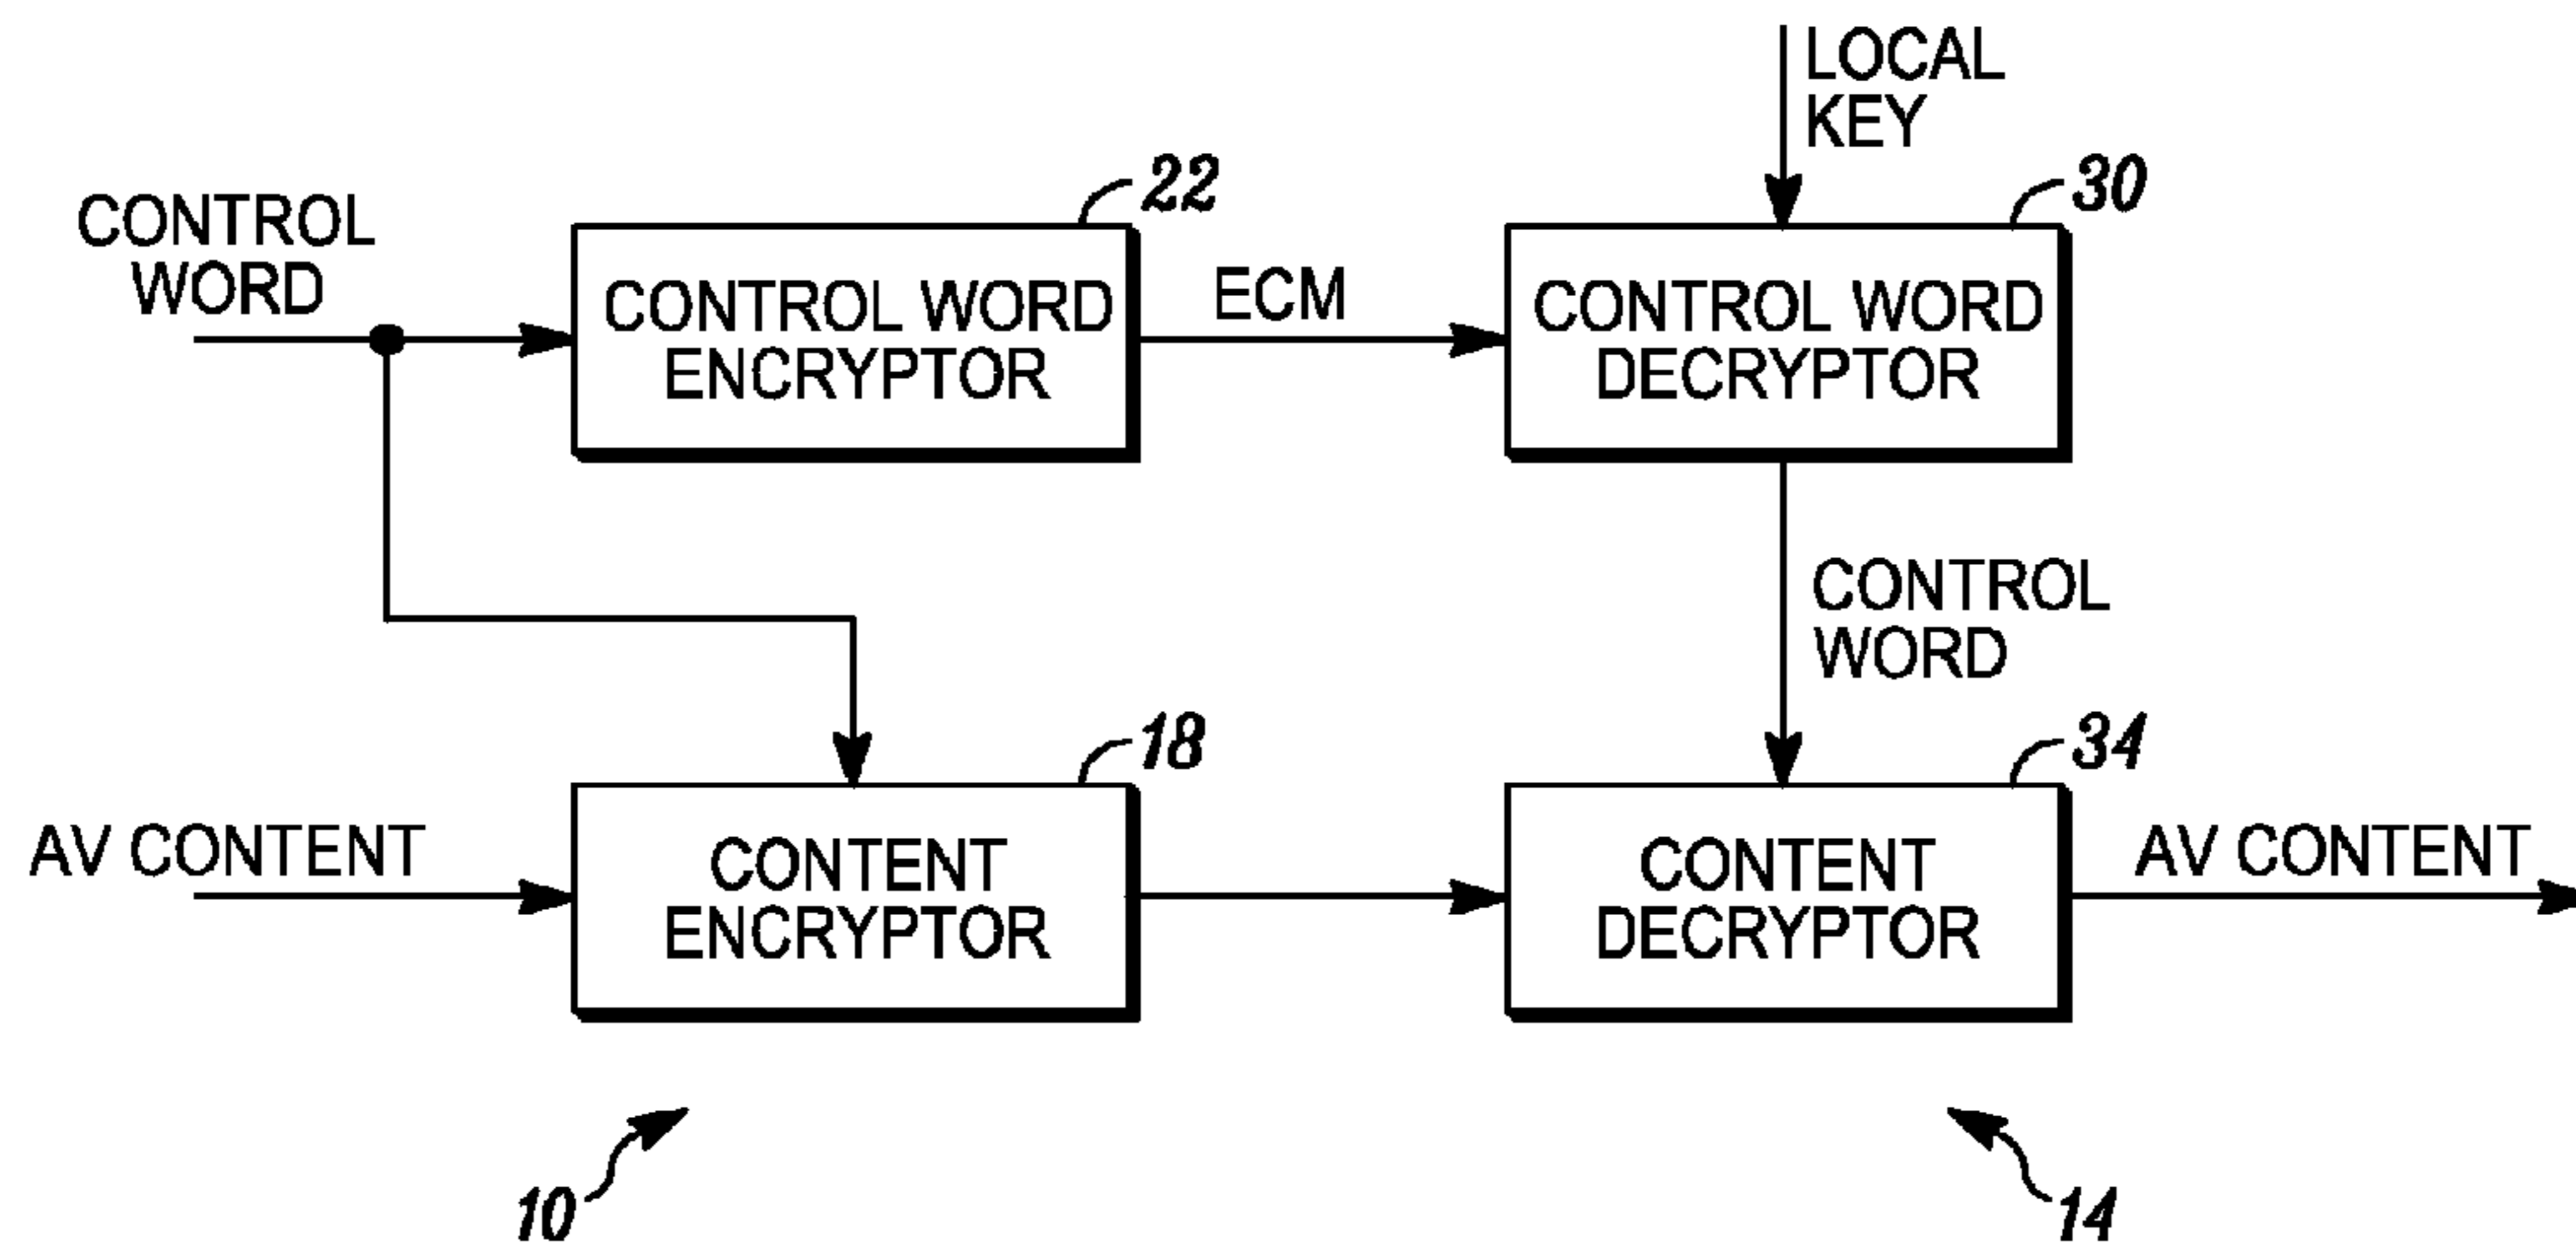 LOCAL
KEY
22
30
CONTROL
WORD
CONTROL WORD
ENCRYPTOR
ECM
CONTROL WORD
DECRYPTOR
CONTROL
WORD
18
34
AV CONTENT
CONTENT
ENCRYPTOR
CONTENT
DECRYPTOR
AV CONTENT
10
14